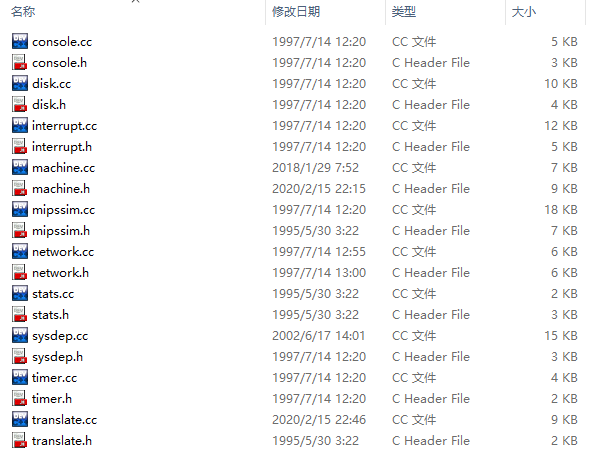 名称 修改日期 类型 大小
console.cc 1997/7/14 12:20 CC 文件 5 KB
console.h 1997/7/14 12:20 C Header File 3 KB
disk.cc 1997/7/14 12:20 CC 文件 10 KB
disk.h 1997/7/14 12:20 C Header File 4 KB
interrupt.cc 1997/7/14 12:20 CC 文件 12 KB
interrupt.h 1997/7/14 12:20 C Header File 5 KB
machine.cc 2018/1/29 7:52 CC 文件 7 KB
machine.h 2020/2/15 22:15 C Header File 9 KB
mipssim.cc 1997/7/14 12:20 CC 文件 18 KB
mipssim.h 1995/5/30 3:22 C Header File 7 KB
network.cc 1997/7/14 12:55 CC 文件 6 KB
network.h 1997/7/14 13:00 C Header File 6 KB
stats.cc 1995/5/30 3:22 CC 文件 2 KB
stats.h 1995/5/30 3:22 C Header File 3 KB
sysdep.cc 2002/6/17 14:01 CC 文件 15 KB
sysdep.h 1997/7/14 12:20 C Header File 3 KB
timer.cc 1997/7/14 12:20 CC 文件 4 KB
timer.h 1997/7/14 12:20 C Header File 2 KB
translate.cc 2020/2/15 22:46 CC 文件 9 KB
translate.h 1995/5/30 3:22 C Header File 2 KB